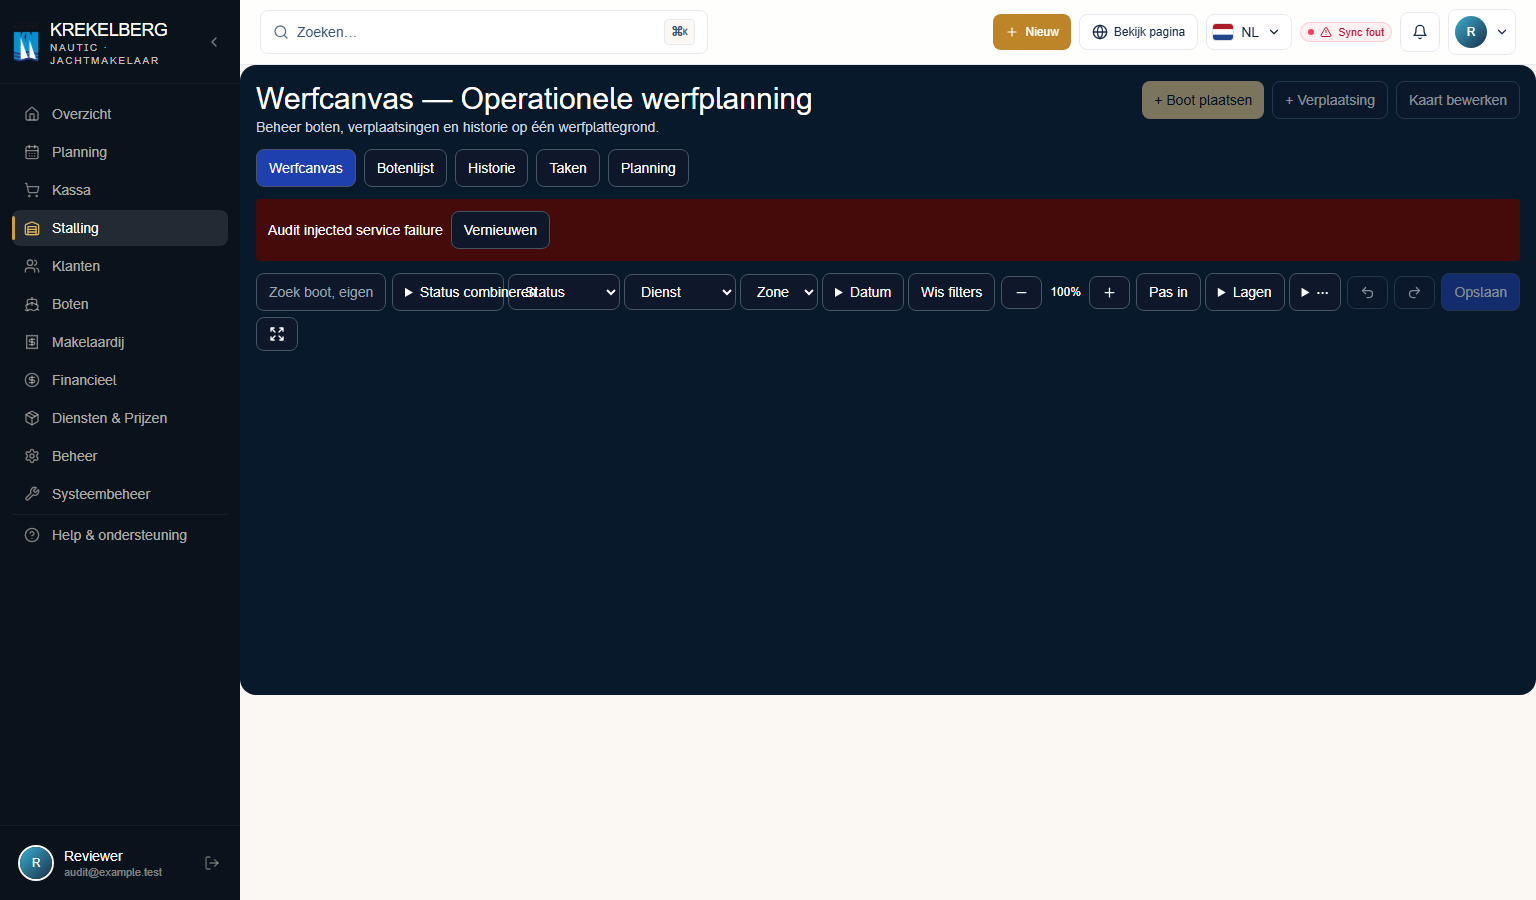 KREKELBERG
NAUTIC ·
JACHTMAKELAAR
Overzicht
Planning
Kassa
Stalling
Klanten
Boten
Makelaardij
Financieel
Diensten & Prijzen
Beheer
Systeembeheer
Help & ondersteuning
R
Reviewer
audit@example.test
Zoeken...
⌘K
+ Nieuw
Bekijk pagina
NL
Sync fout
R
Werfcanvas — Operationele werfplanning
Beheer boten, verplaatsingen en historie op één werfplattegrond.
+ Boot plaatsen
+ Verplaatsing
Kaart bewerken
Werfcanvas
Botenlijst
Historie
Taken
Planning
Audit injected service failure
Vernieuwen
Zoek boot, eigen
Status combineren
Status
Dienst
Zone
Datum
Wis filters
−
100%
+
Pas in
Lagen
...
Opslaan